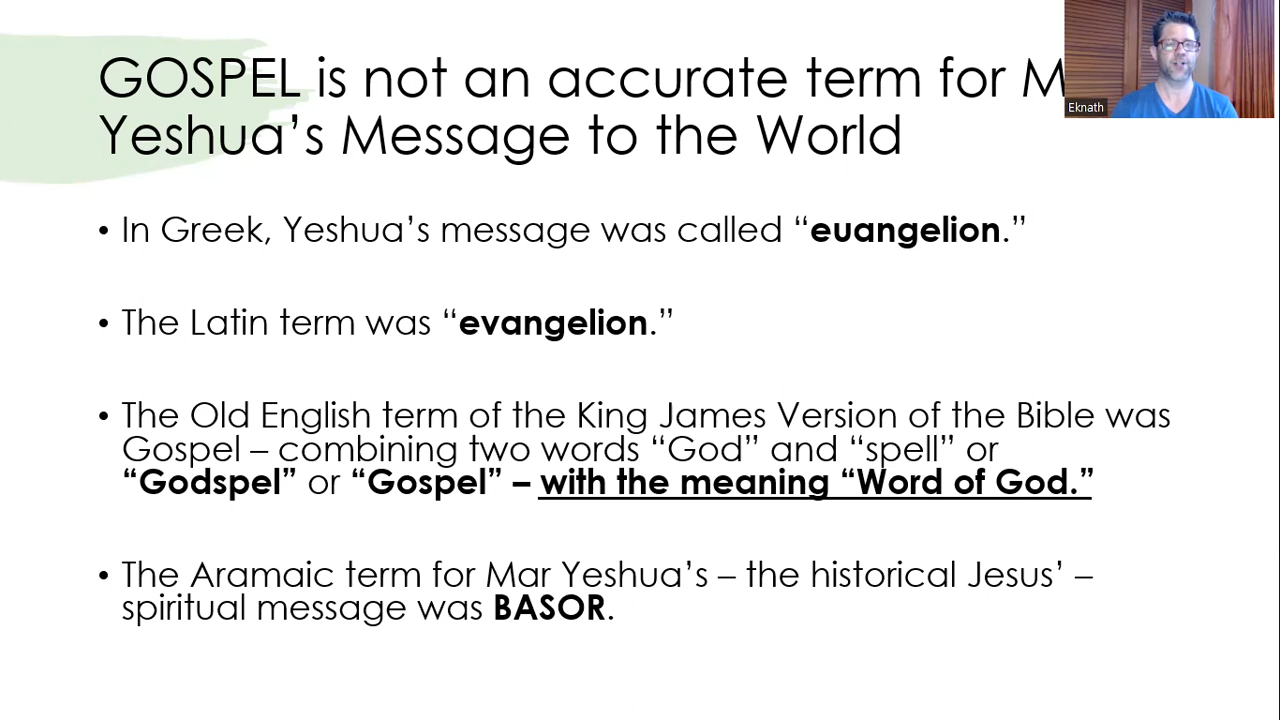 GOSPEL is not an accurate term for M
Yeshua’s Message to the World
Eknath
• In Greek, Yeshua’s message was called “euangelion.”
• The Latin term was “evangelion.”
• The Old English term of the King James Version of the Bible was
Gospel – combining two words “God” and “spell” or
“Godspel” or “Gospel” – with the meaning “Word of God.”
• The Aramaic term for Mar Yeshua’s – the historical Jesus’ –
spiritual message was BASOR.